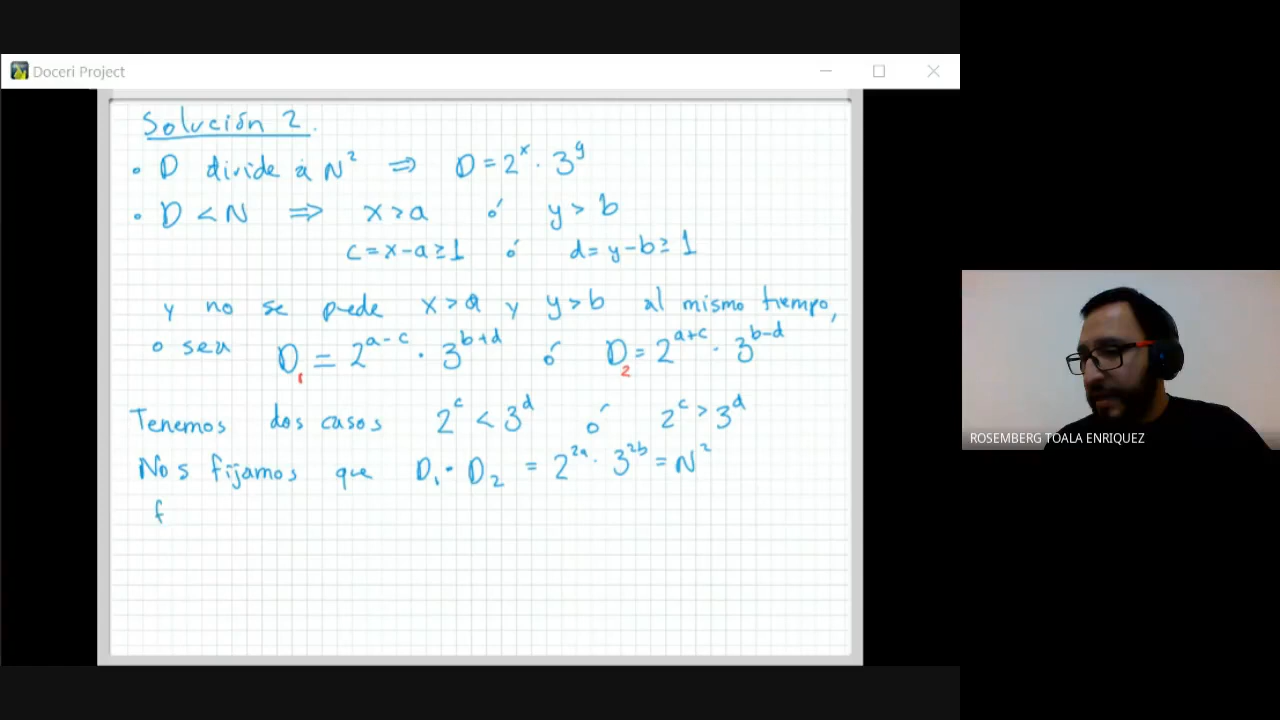 Doceri Project
Solución 2.
• D divide a N² ⇒ D = 2^x · 3^y
• D < N ⇒ x > a ó y > b
c = x - a ≥ 1 ó d = y - b ≥ 1
y no se puede x > a y y > b al mismo tiempo,
o sea D₁ = 2^{a-c} · 3^{b+d} ó D₂ = 2^{a+c} · 3^{b-d}
Tenemos dos casos 2^c < 3^d ó 2^c > 3^d
Nos fijamos que D₁ · D₂ = 2^{2a} · 3^{2b} = N²
f
ROSEMBERG TOALA ENRIQUEZ